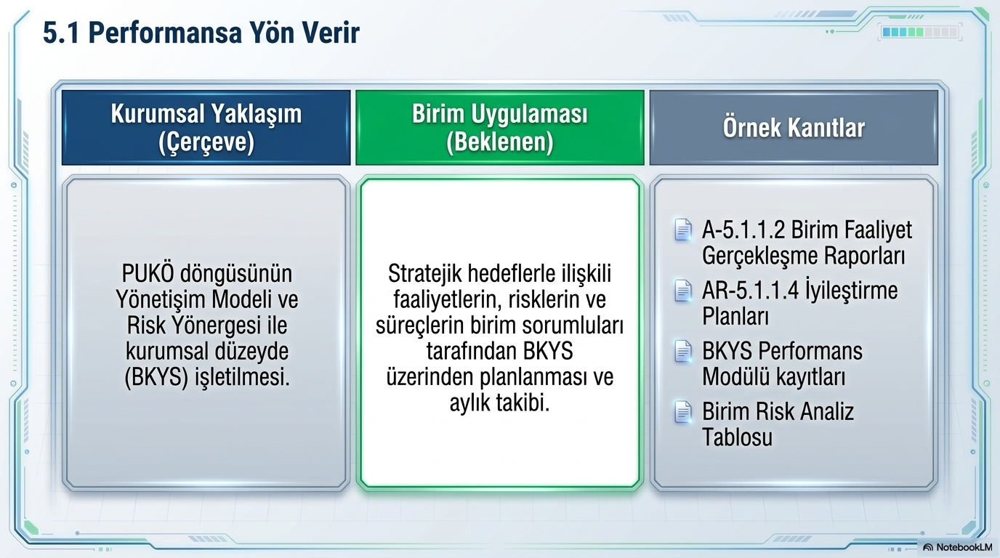 5.1 Performansa Yön Verir
Kurumsal Yaklaşım
(Çerçeve)
PUKÖ döngüsünün
Yönetişim Modeli ve
Risk Yönergesi ile
kurumsal düzeyde
(BKYS) işletilmesi.
Birim Uygulaması
(Beklenen)
Stratejik hedeflerle ilişkili
faaliyetlerin, risklerin ve
süreçlerin birim sorumluları
tarafından BKYS
üzerinden planlanması ve
aylık takibi.
Örnek Kanıtlar
A-5.1.1.2 Birim Faaliyet
Gerçekleşme Raporları
AR-5.1.1.4 İyileştirme
Planları
BKYS Performans
Modülü kayıtları
Birim Risk Analiz
Tablosu
NotebookLM